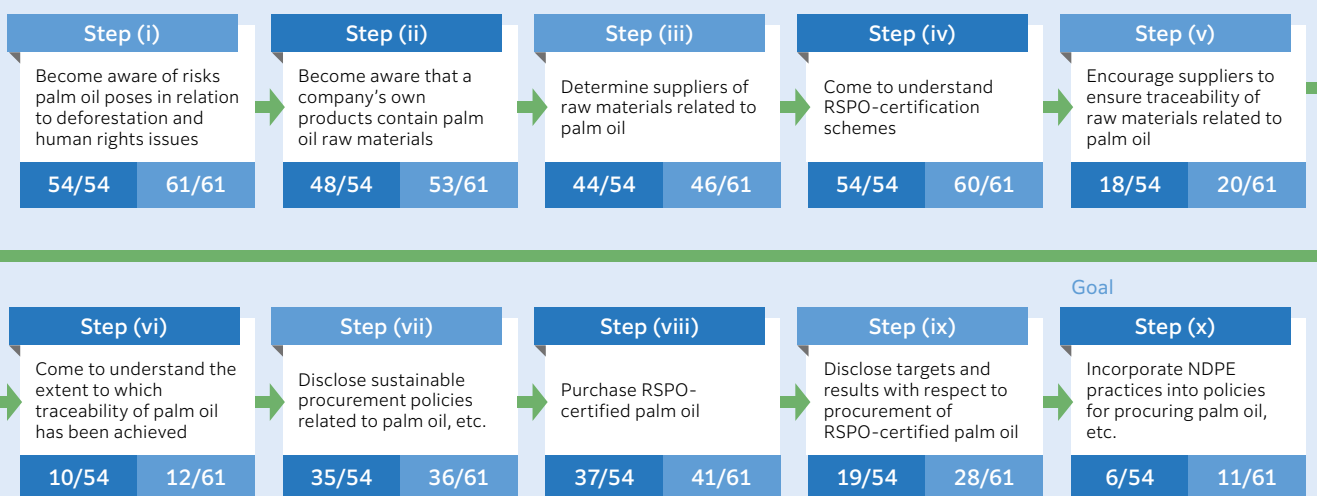 Step (i)
Become aware of risks
palm oil poses in relation
to deforestation and
human rights issues
54/54 61/61
Step (ii)
Become aware that a
company's own
products contain palm
oil raw materials
48/54 53/61
Step (iii)
Determine suppliers of
raw materials related to
palm oil
44/54 46/61
Step (iv)
Come to understand
RSPO-certification
schemes
54/54 60/61
Step (v)
Encourage suppliers to
ensure traceability of
raw materials related to
palm oil
18/54 20/61
Step (vi)
Come to understand the
extent to which
traceability of palm oil
has been achieved
10/54 12/61
Step (vii)
Disclose sustainable
procurement policies
related to palm oil, etc.
35/54 36/61
Step (viii)
Purchase RSPO-
certified palm oil
37/54 41/61
Step (ix)
Disclose targets and
results with respect to
procurement of
RSPO-certified palm oil
19/54 28/61
Goal
Step (x)
Incorporate NDPE
practices into policies
for procuring palm oil,
etc.
6/54 11/61